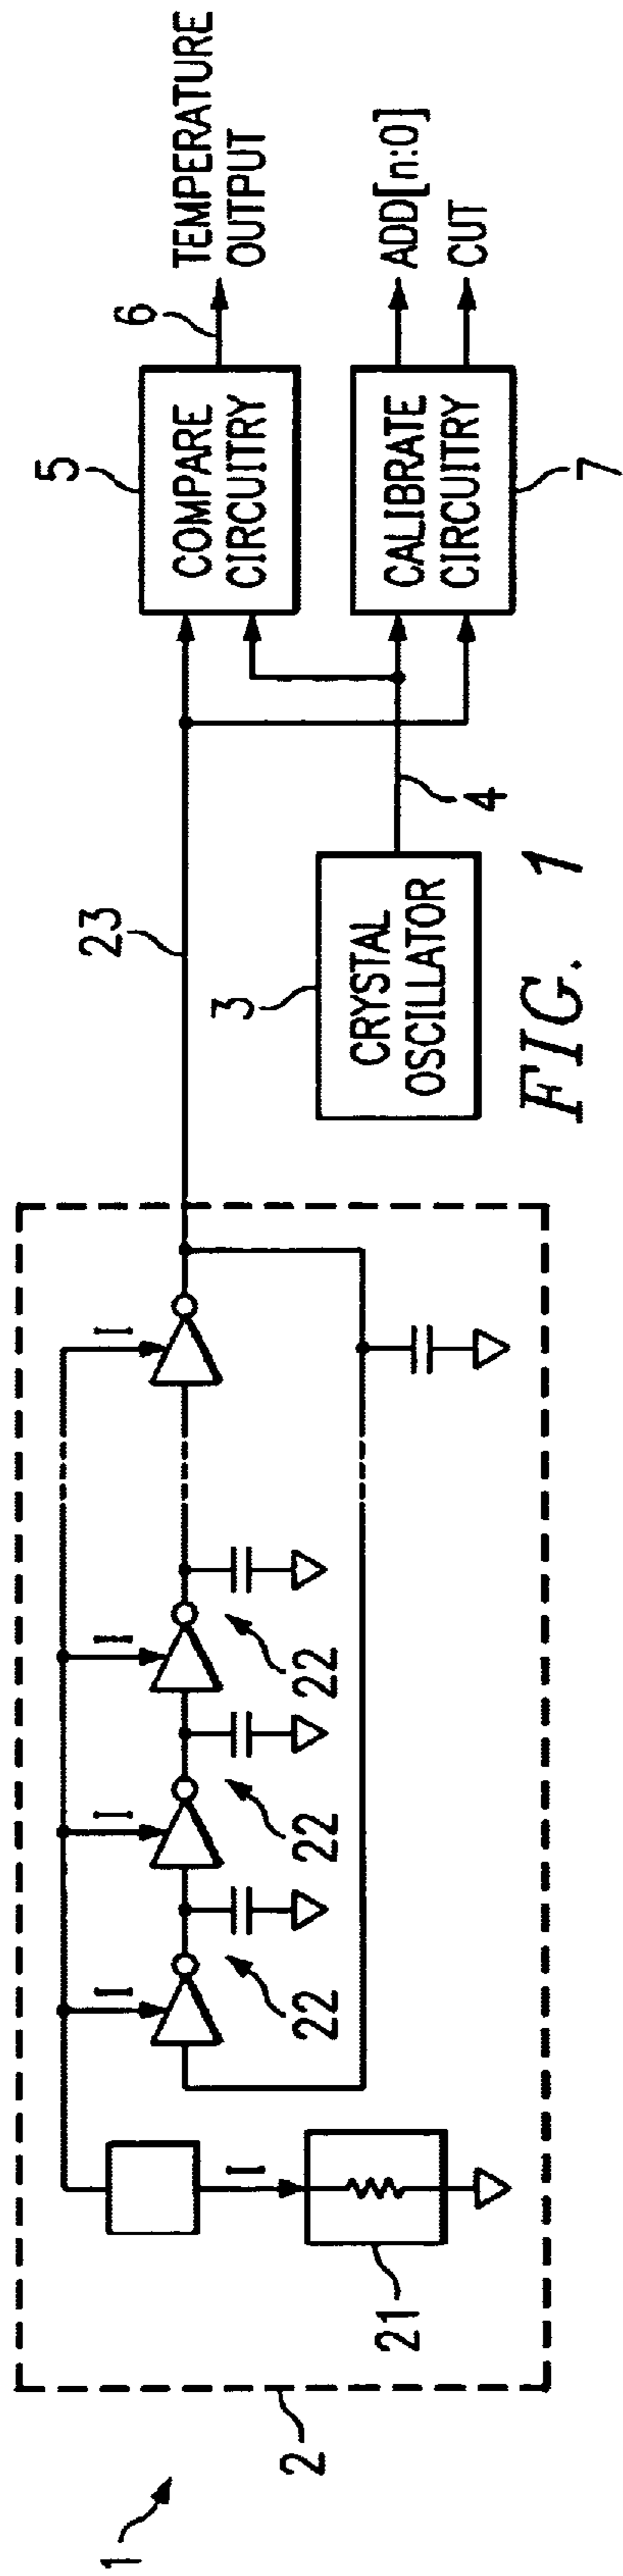 1
2
21
I
I
I
I
I
22
22
22
23
3
CRYSTAL
OSCILLATOR
4
5
COMPARE
CIRCUITRY
6
TEMPERATURE
OUTPUT
CALIBRATE
CIRCUITRY
7
ADD[n:0]
CUT
FIG. 1